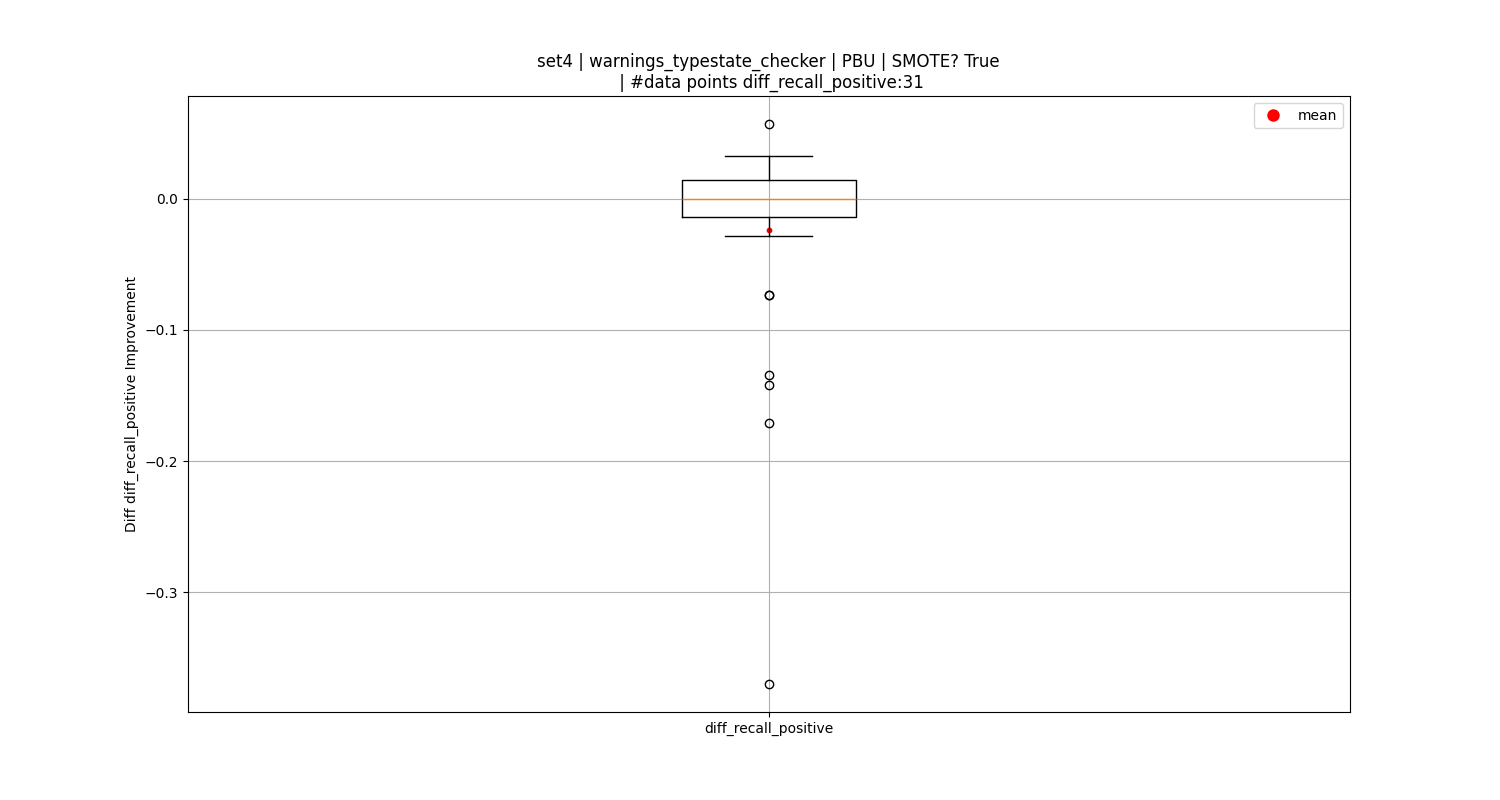 set4 | warnings_typestate_checker | PBU | SMOTE? True
| #data points diff_recall_positive:31
mean
0.0
−0.1
−0.2
−0.3
Diff diff_recall_positive Improvement
diff_recall_positive